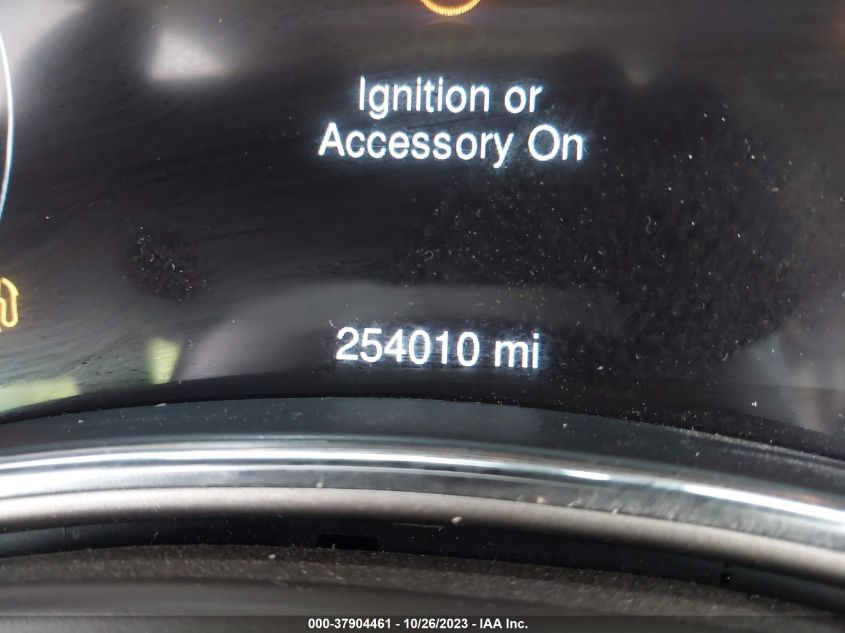 Ignition or
Accessory On
254010 mi
000-37904461 - 10/26/2023 - IAA Inc.